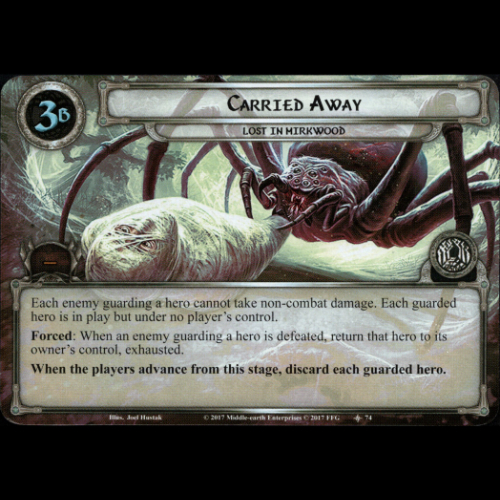 3B
CARRIED AWAY
LOST IN MIRKWOOD
Each enemy guarding a hero cannot take non-combat damage. Each guarded
hero is in play but under no player's control.
Forced: When an enemy guarding a hero is defeated, return that hero to its
owner's control, exhausted.
When the players advance from this stage, discard each guarded hero.
Illus. Joel Hustak © 2017 Middle-earth Enterprises © 2017 FFG 74